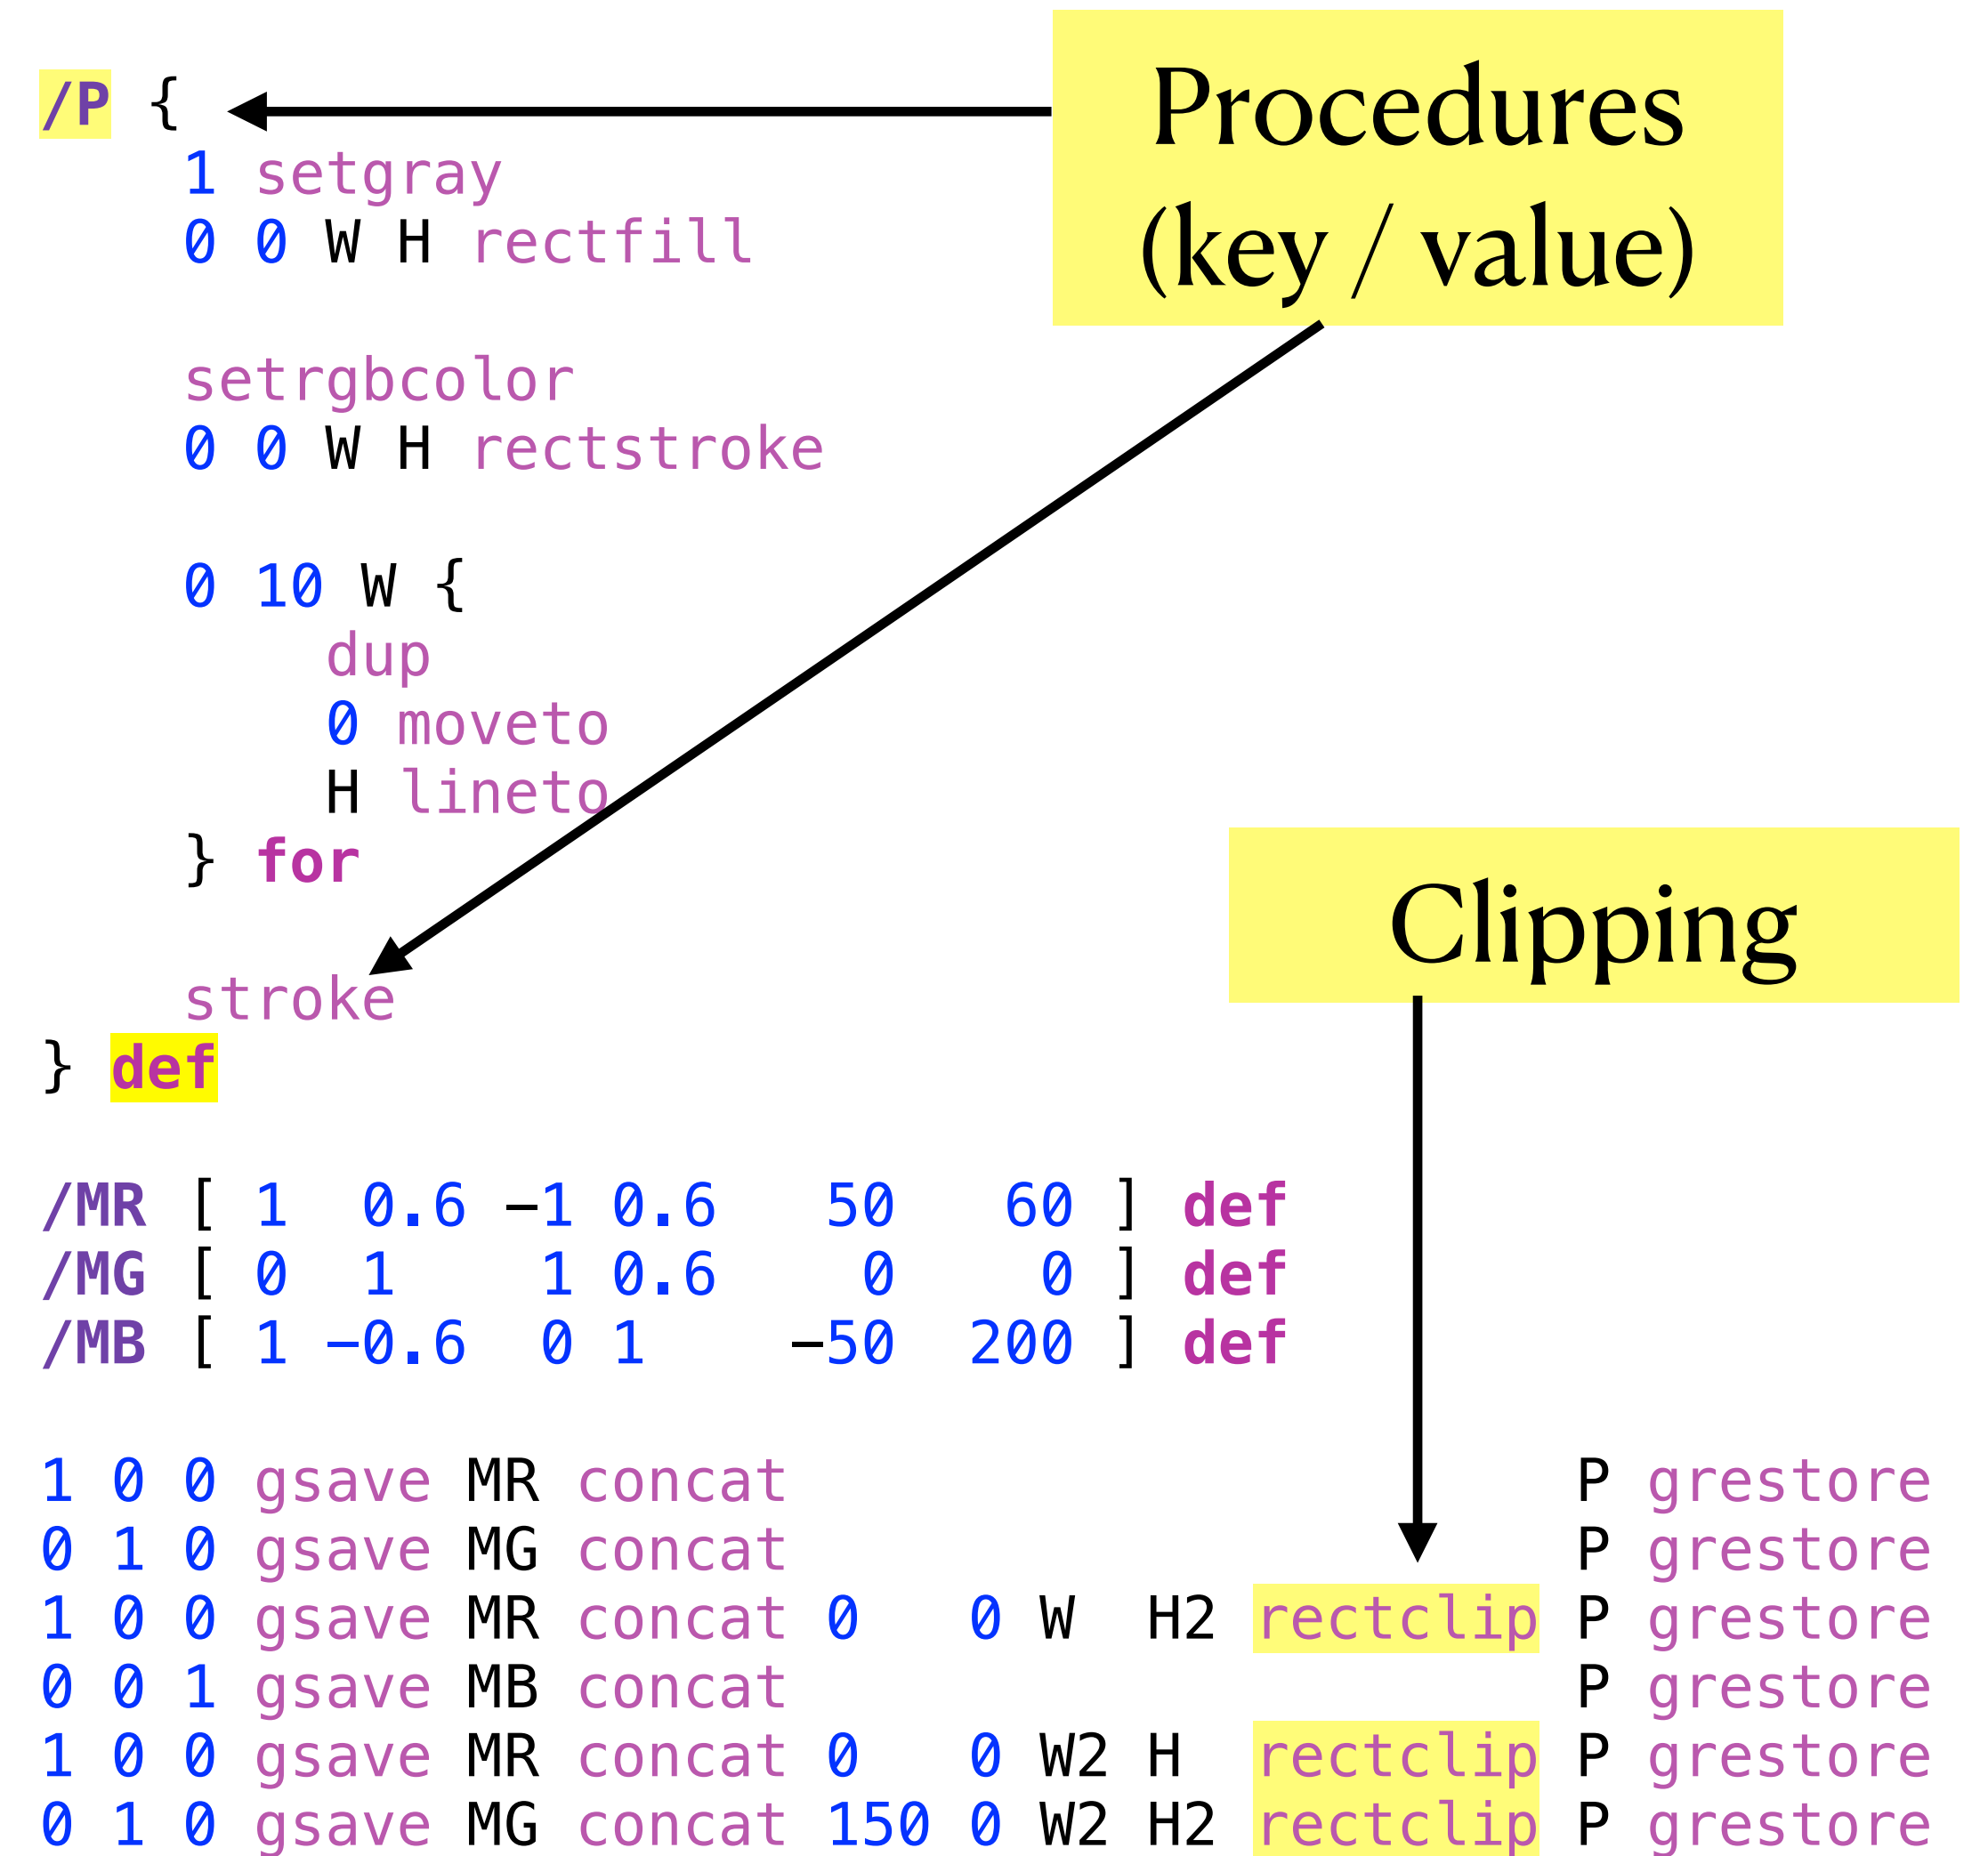 Procedures
(key / value)
/P {
1 setgray
0 0 W H rectfill
setrgbcolor
0 0 W H rectstroke
0 10 W {
dup
0 moveto
H lineto
} for
stroke
} def
Clipping
/MR [ 1 0.6 -1 0.6 50 60 ] def
/MG [ 0 1 1 0.6 0 0 ] def
/MB [ 1 -0.6 0 1 -50 200 ] def
1 0 0 gsave MR concat P grestore
0 1 0 gsave MG concat P grestore
1 0 0 gsave MR concat 0 0 W H2 rectclip P grestore
0 0 1 gsave MB concat P grestore
1 0 0 gsave MR concat 0 0 W2 H rectclip P grestore
0 1 0 gsave MG concat 150 0 W2 H2 rectclip P grestore